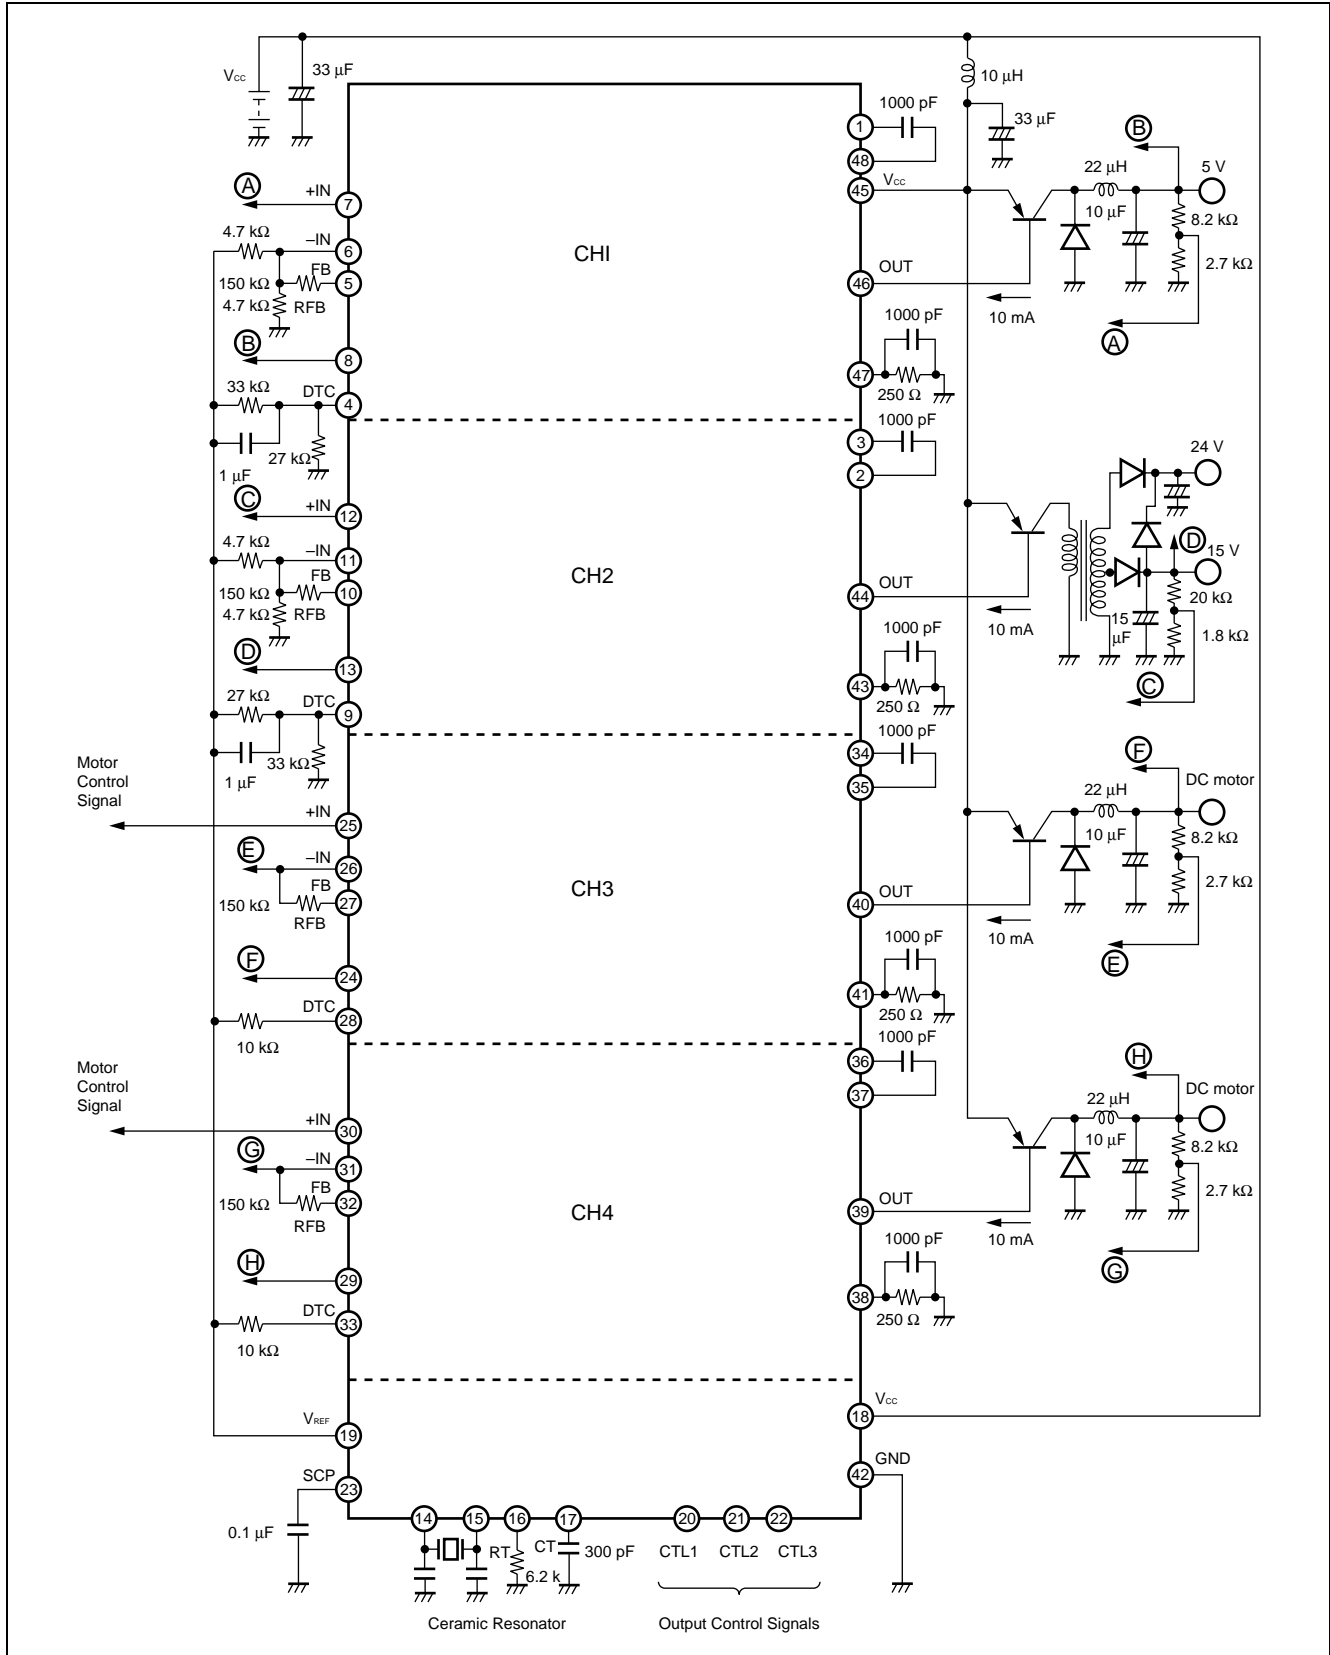 Vcc
33 µF
10 µH
33 µF
1000 pF
1
48
45
Vcc
B
22 µH
5 V
10 µF
8.2 kΩ
2.7 kΩ
A
A
+IN
7
4.7 kΩ
–IN
6
FB
150 kΩ
5
4.7 kΩ
RFB
CHI
OUT
46
10 mA
B
8
1000 pF
47
250 Ω
33 kΩ
DTC
4
1 µF
27 kΩ
1000 pF
3
2
24 V
C
+IN
12
4.7 kΩ
–IN
11
FB
150 kΩ
10
4.7 kΩ
RFB
CH2
OUT
44
10 mA
D
15 V
20 kΩ
15
µF
1.8 kΩ
C
D
13
1000 pF
43
250 Ω
27 kΩ
DTC
9
1 µF
33 kΩ
1000 pF
34
35
Motor
Control
Signal
+IN
25
E
–IN
26
FB
150 kΩ
27
RFB
CH3
OUT
40
10 mA
F
DC motor
22 µH
10 µF
8.2 kΩ
2.7 kΩ
E
F
24
1000 pF
41
250 Ω
DTC
28
10 kΩ
1000 pF
36
37
Motor
Control
Signal
+IN
30
G
–IN
31
FB
150 kΩ
32
RFB
CH4
OUT
39
10 mA
H
DC motor
22 µH
10 µF
8.2 kΩ
2.7 kΩ
G
H
29
1000 pF
38
250 Ω
DTC
33
10 kΩ
VREF
19
Vcc
18
SCP
23
GND
42
0.1 µF
14
15
16
17
20
21
22
RT
CT
300 pF
6.2 k
CTL1
CTL2
CTL3
Ceramic Resonator
Output Control Signals